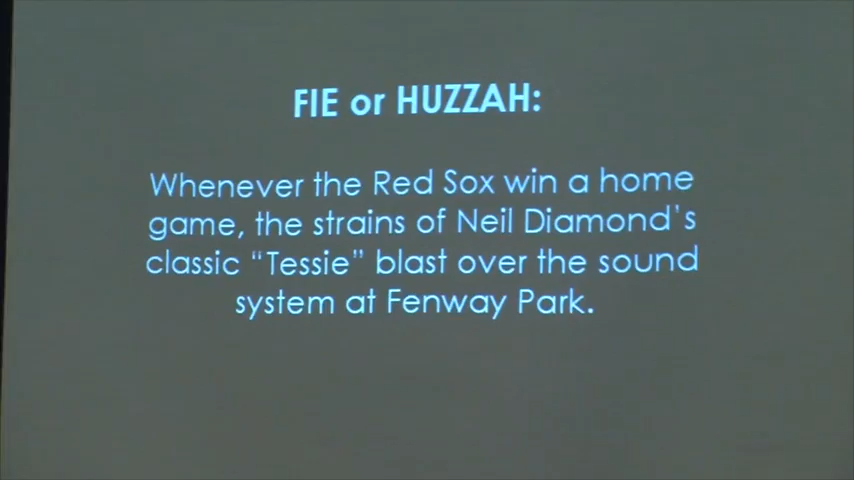 FIE or HUZZAH:
Whenever the Red Sox win a home
game, the strains of Neil Diamond's
classic “Tessie” blast over the sound
system at Fenway Park.